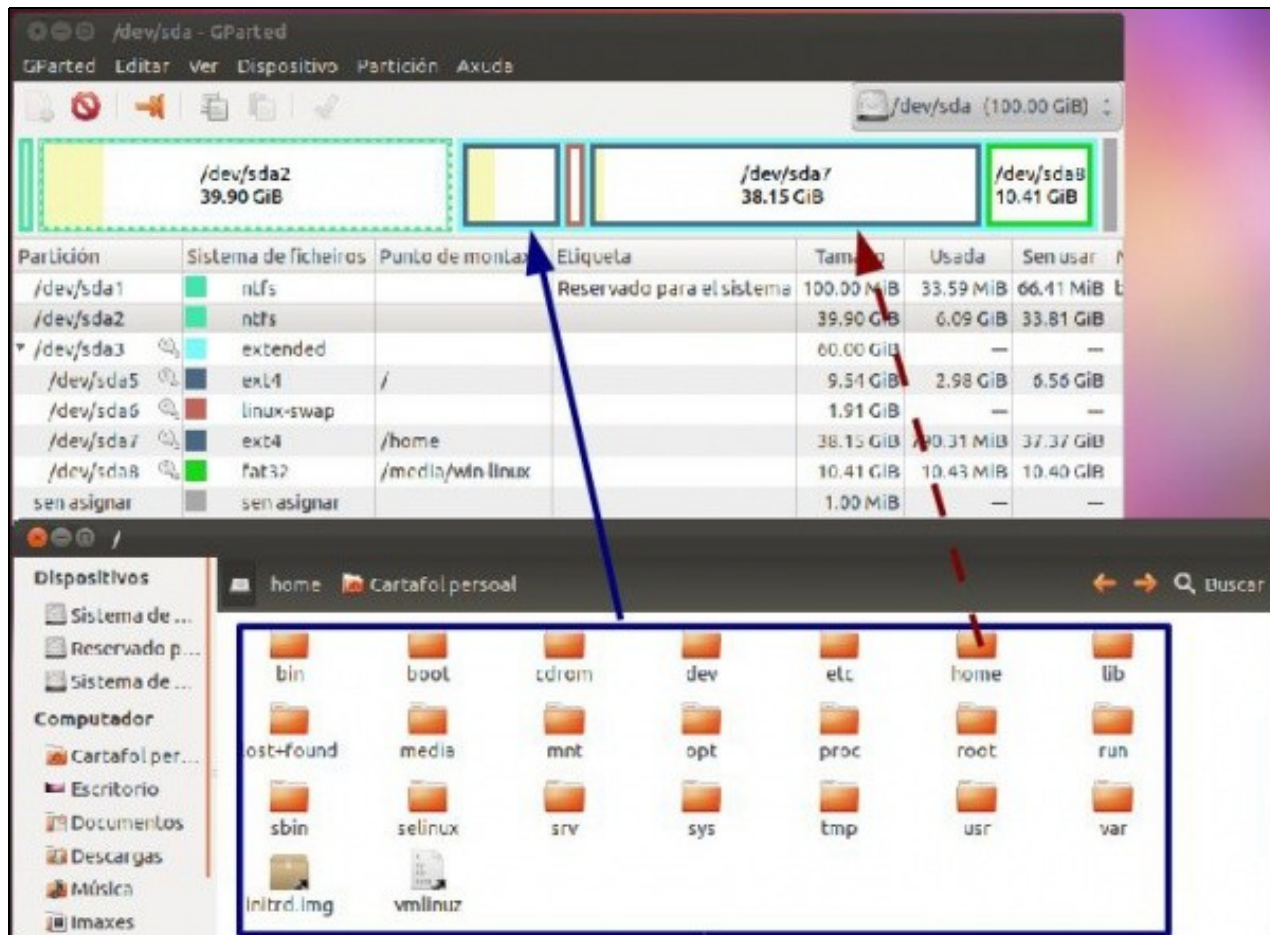 /dev/sda - GParted
GParted Editar Ver Dispositivo Partición Axuda
/dev/sda (100.00 GiB)
/dev/sda2
39.90 GiB
/dev/sda7
38.15 GiB
/dev/sda8
10.41 GiB
Partición Sistema de ficheiros Punto de montax Etiqueta Tamaño Usada Sen usar
/dev/sda1 ntfs Reservado para el sistema 100.00 MiB 33.59 MiB 66.41 MiB
/dev/sda2 ntfs 39.90 GiB 6.09 GiB 33.81 GiB
/dev/sda3 extended 60.00 GiB — —
/dev/sda5 ext4 / 9.54 GiB 2.98 GiB 6.56 GiB
/dev/sda6 linux-swap 1.91 GiB — —
/dev/sda7 ext4 /home 38.15 GiB 790.31 MiB 37.37 GiB
/dev/sda8 fat32 /media/win-linux 10.41 GiB 10.43 MiB 10.40 GiB
sen asignar sen asignar 1.00 MiB — —
/
Dispositivos
Sistema de ...
Reservado p...
Sistema de ...
Computador
Cartafol per...
Escritorio
Documentos
Descargas
Música
Imaxes
home Cartafol persoal Buscar
bin boot cdrom dev etc home lib
ost+found media mnt opt proc root run
sbin selinux srv sys tmp usr var
initrd.img vmlinuz